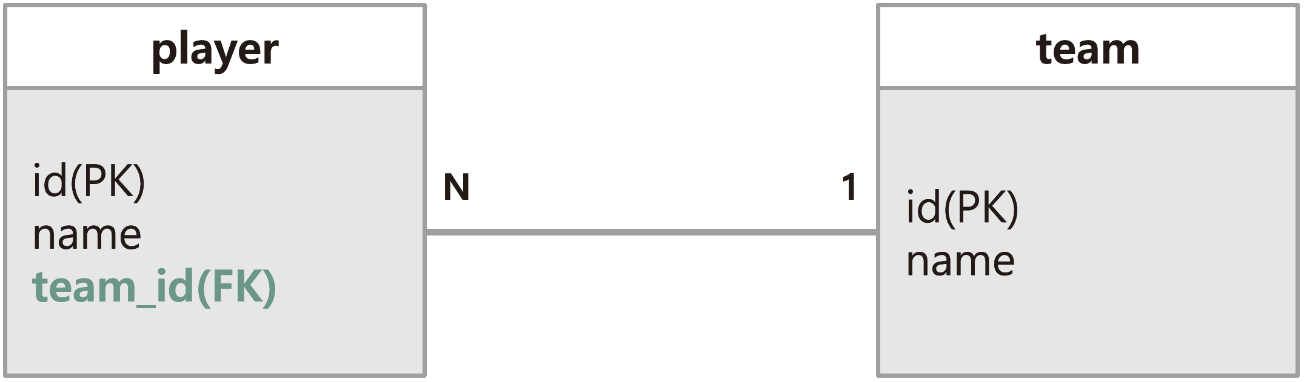 player
id(PK)
name
team_id(FK)
N
1
team
id(PK)
name